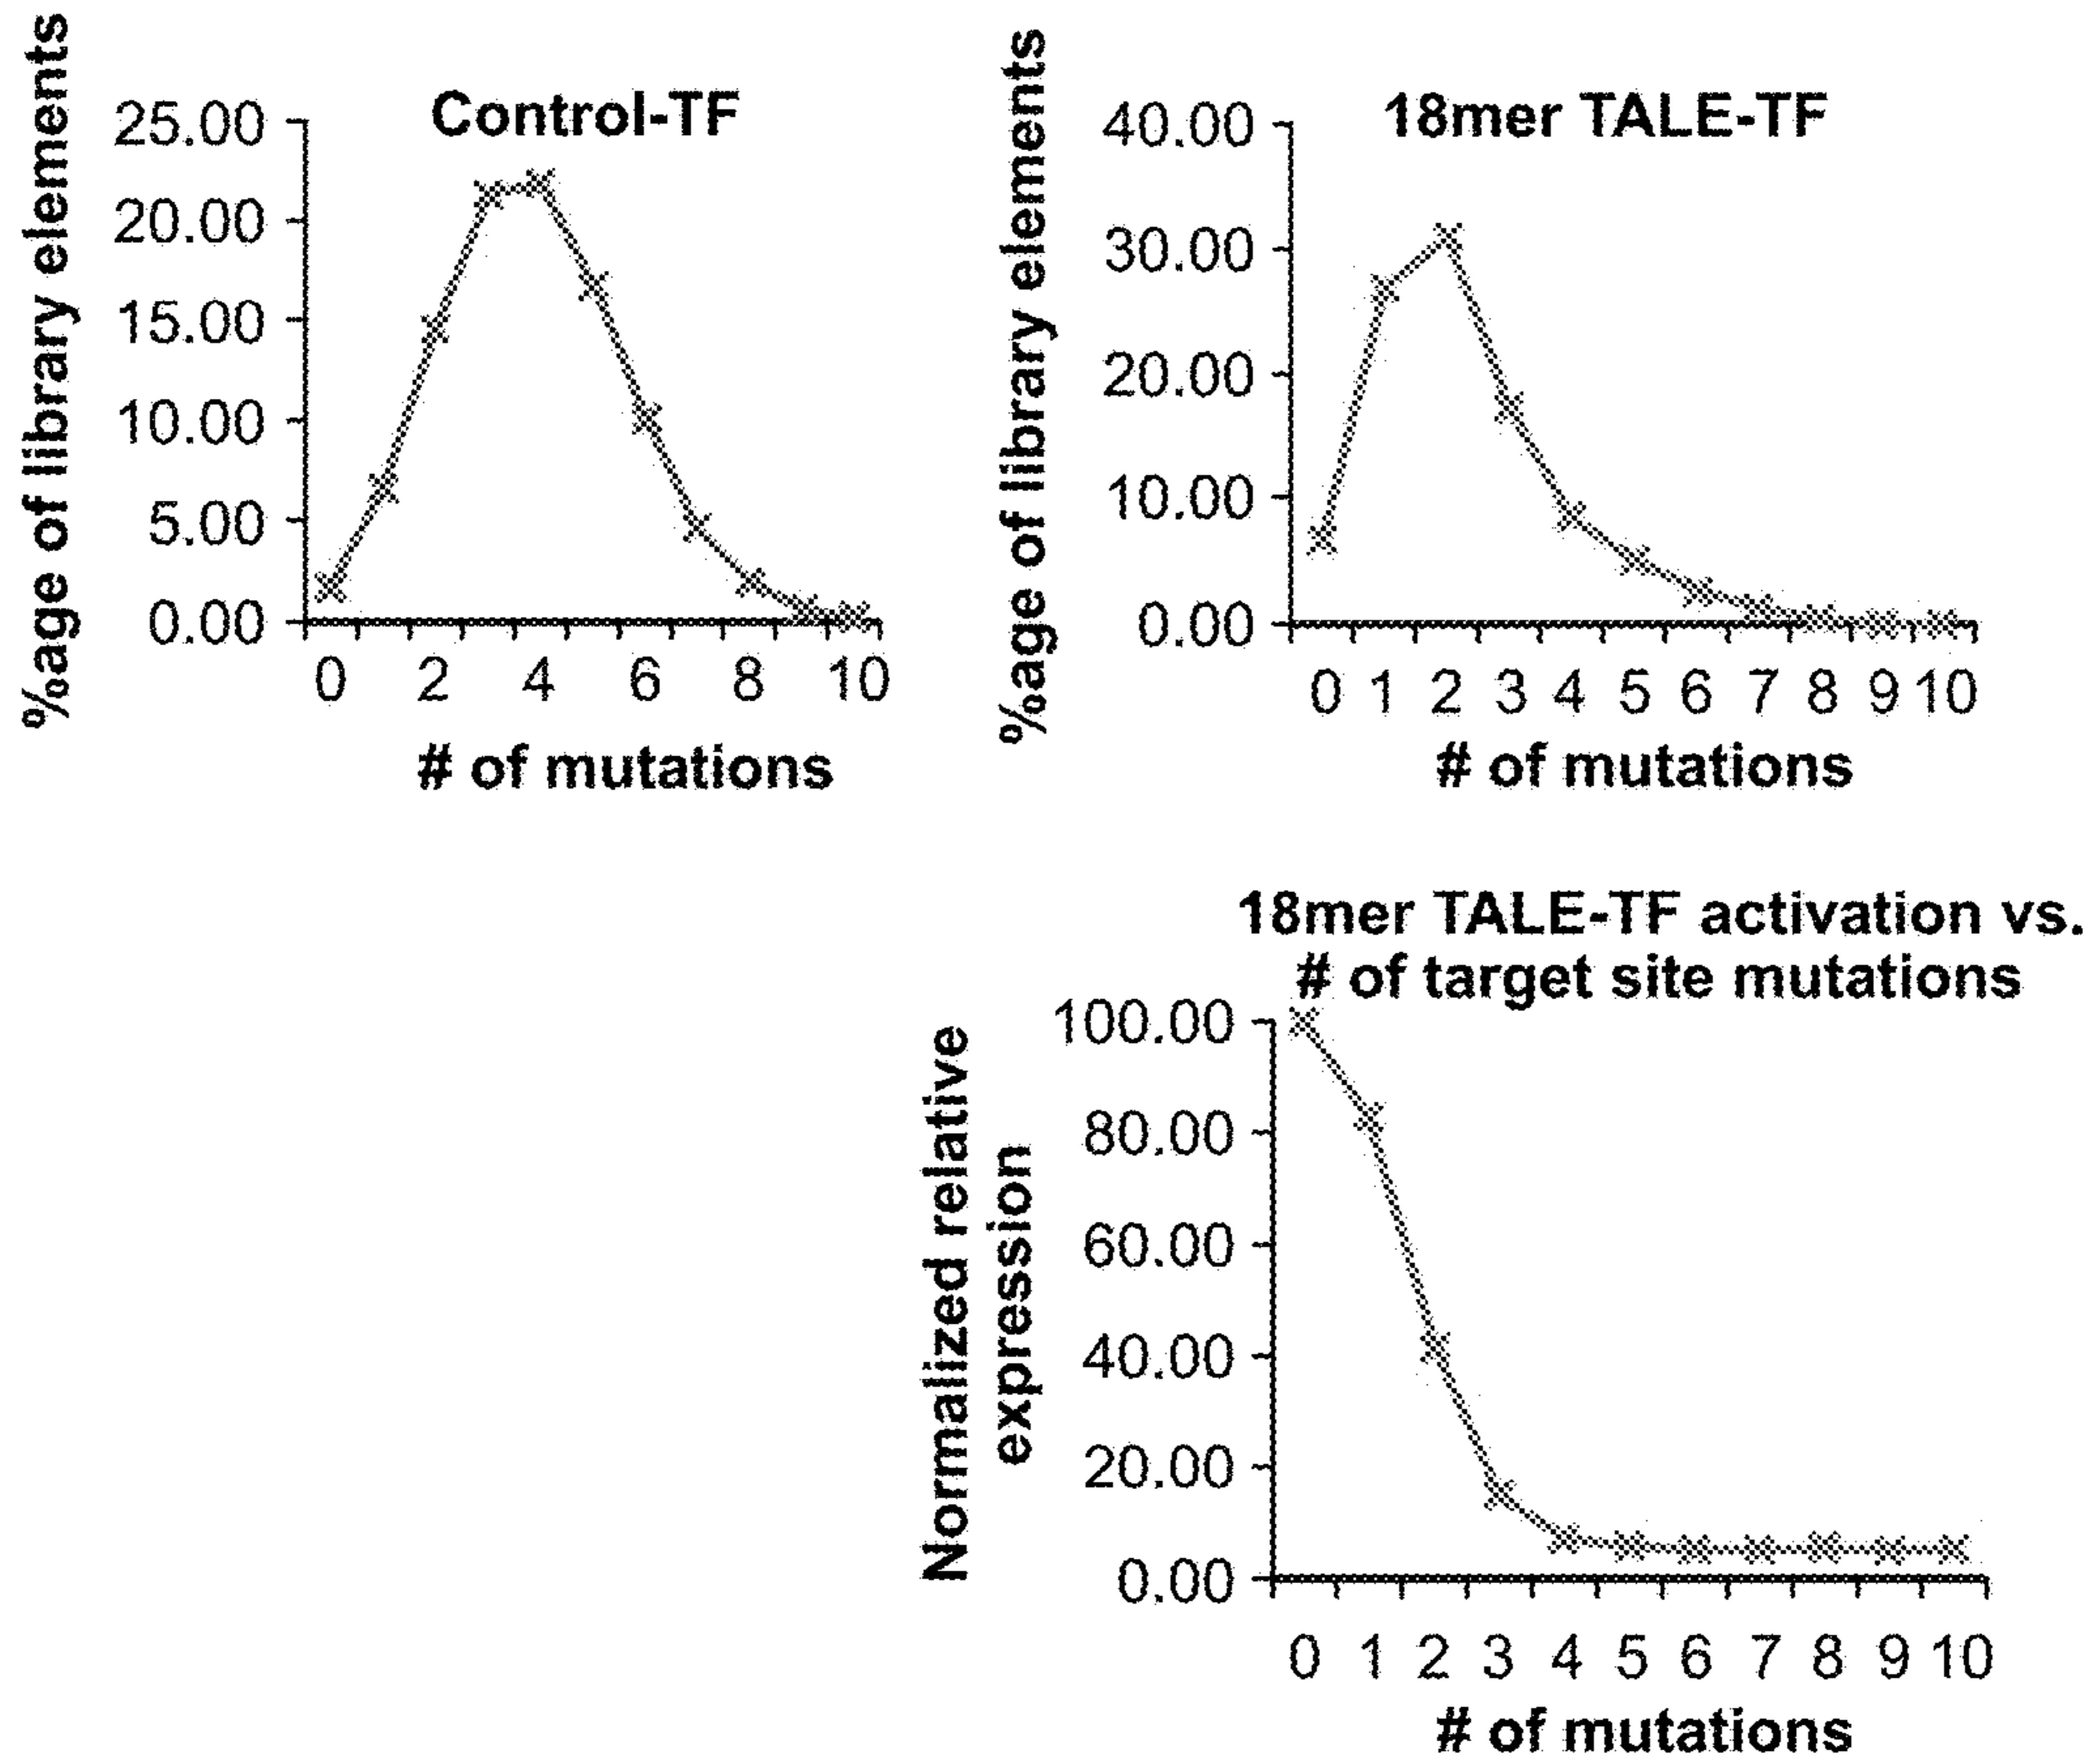 Control-TF
%age of library elements
25.00
20.00
15.00
10.00
5.00
0.00
0 2 4 6 8 10
# of mutations
18mer TALE-TF
%age of library elements
40.00
30.00
20.00
10.00
0.00
0 1 2 3 4 5 6 7 8 9 10
# of mutations
18mer TALE-TF activation vs.
# of target site mutations
Normalized relative
expression
100.00
80.00
60.00
40.00
20.00
0.00
0 1 2 3 4 5 6 7 8 9 10
# of mutations